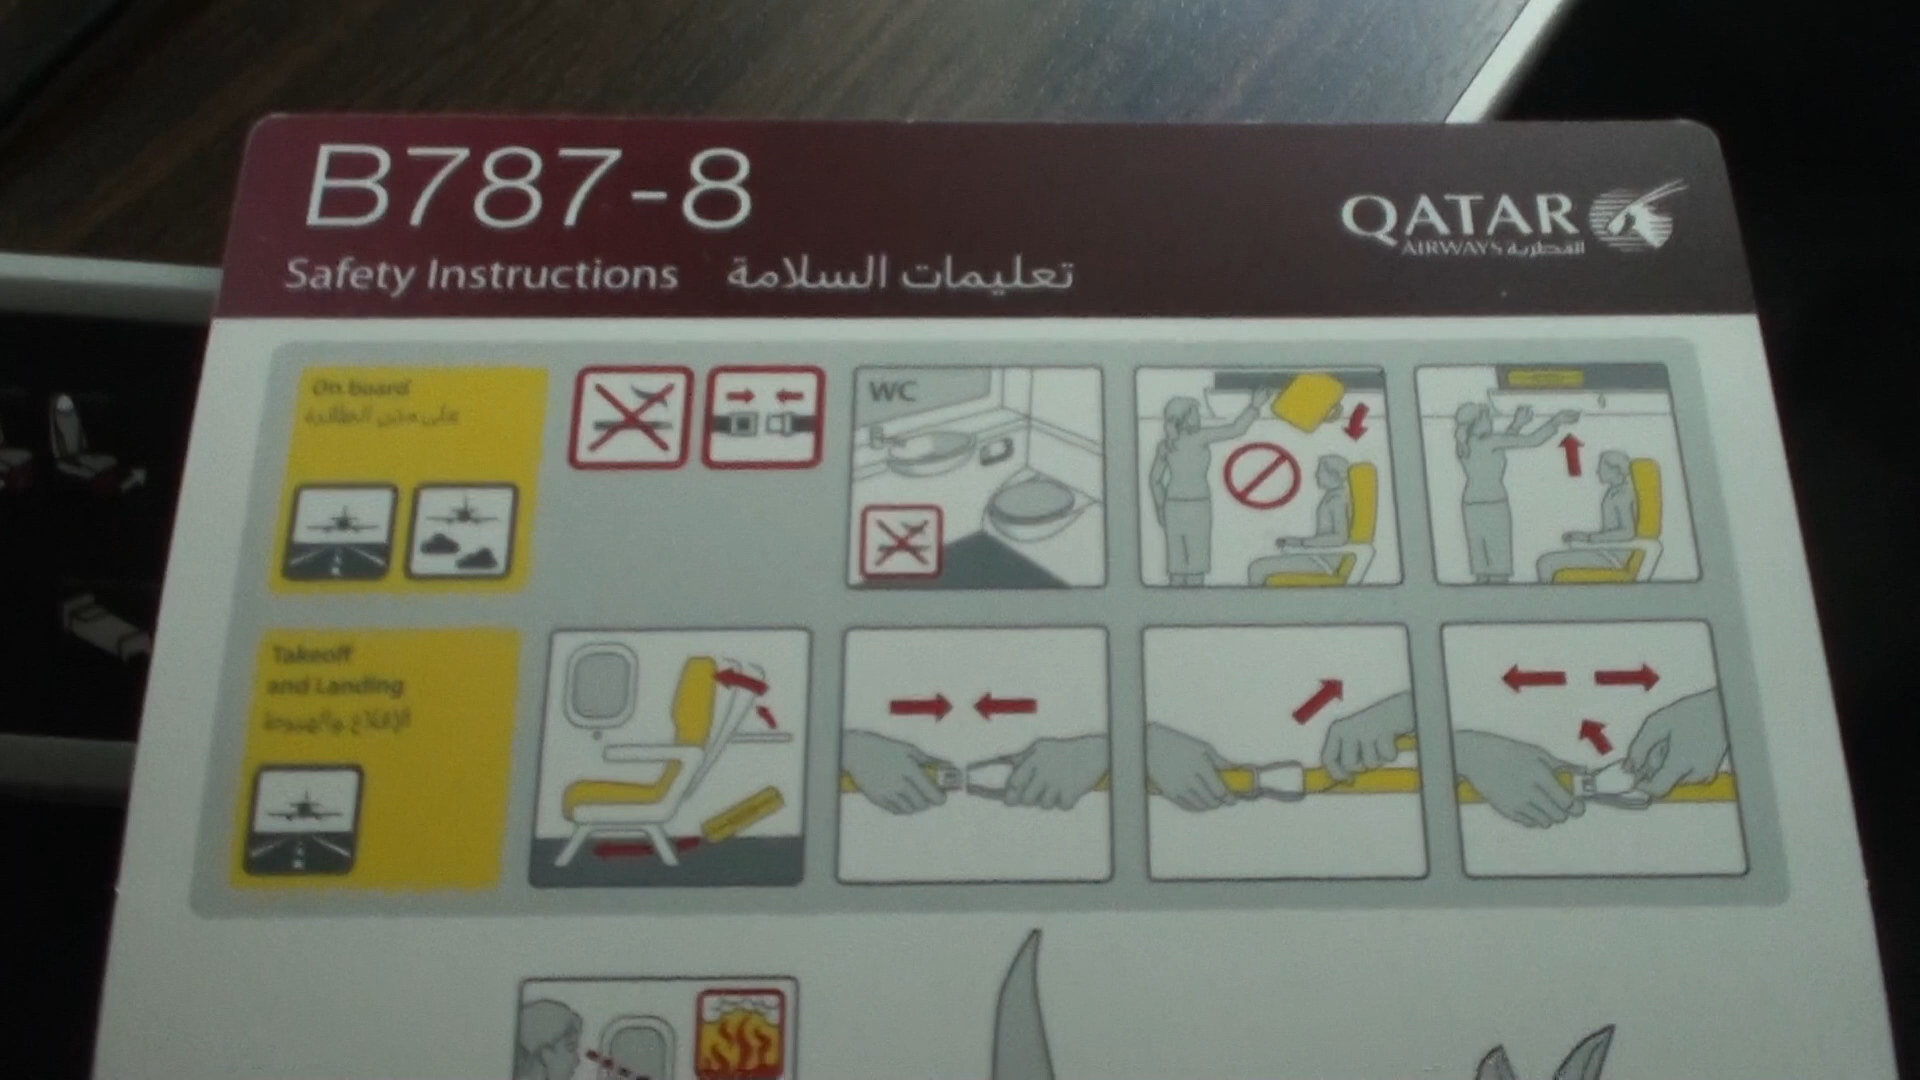 B787-8
QATAR
AIRWAYS القطرية
Safety Instructions تعليمات السلامة
On board
على متن الطائرة
WC
Takeoff
and Landing
الإقلاع والهبوط